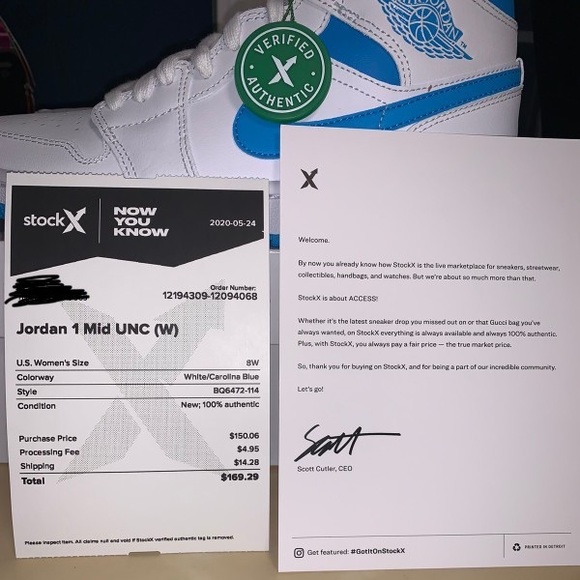 AIR JORDAN
VERIFIED
X
AUTHENTIC
stockX
NOW
YOU
KNOW
2020-05-24
Order Number:
12194309-12094068
Jordan 1 Mid UNC (W)
U.S. Women's Size 8W
Colorway White/Carolina Blue
Style BQ6472-114
Condition New; 100% authentic
Purchase Price $150.06
Processing Fee $4.95
Shipping $14.28
Total $169.29
Please inspect item. All claims null and void if StockX verified authentic tag is removed.
X
Welcome.
By now you already know how StockX is the live marketplace for sneakers, streetwear,
collectibles, handbags, and watches. But we're about so much more than that.
StockX is about ACCESS!
Whether it's the latest sneaker drop you missed out on or that Gucci bag you've
always wanted, on StockX everything is always available and always 100% authentic.
Plus, with StockX, you always pay a fair price — the true market price.
So, thank you for buying on StockX, and for being a part of our incredible community.
Let's go!
Scott
Scott Cutler, CEO
Got featured: #GotItOnStockX
PRINTED IN DETROIT